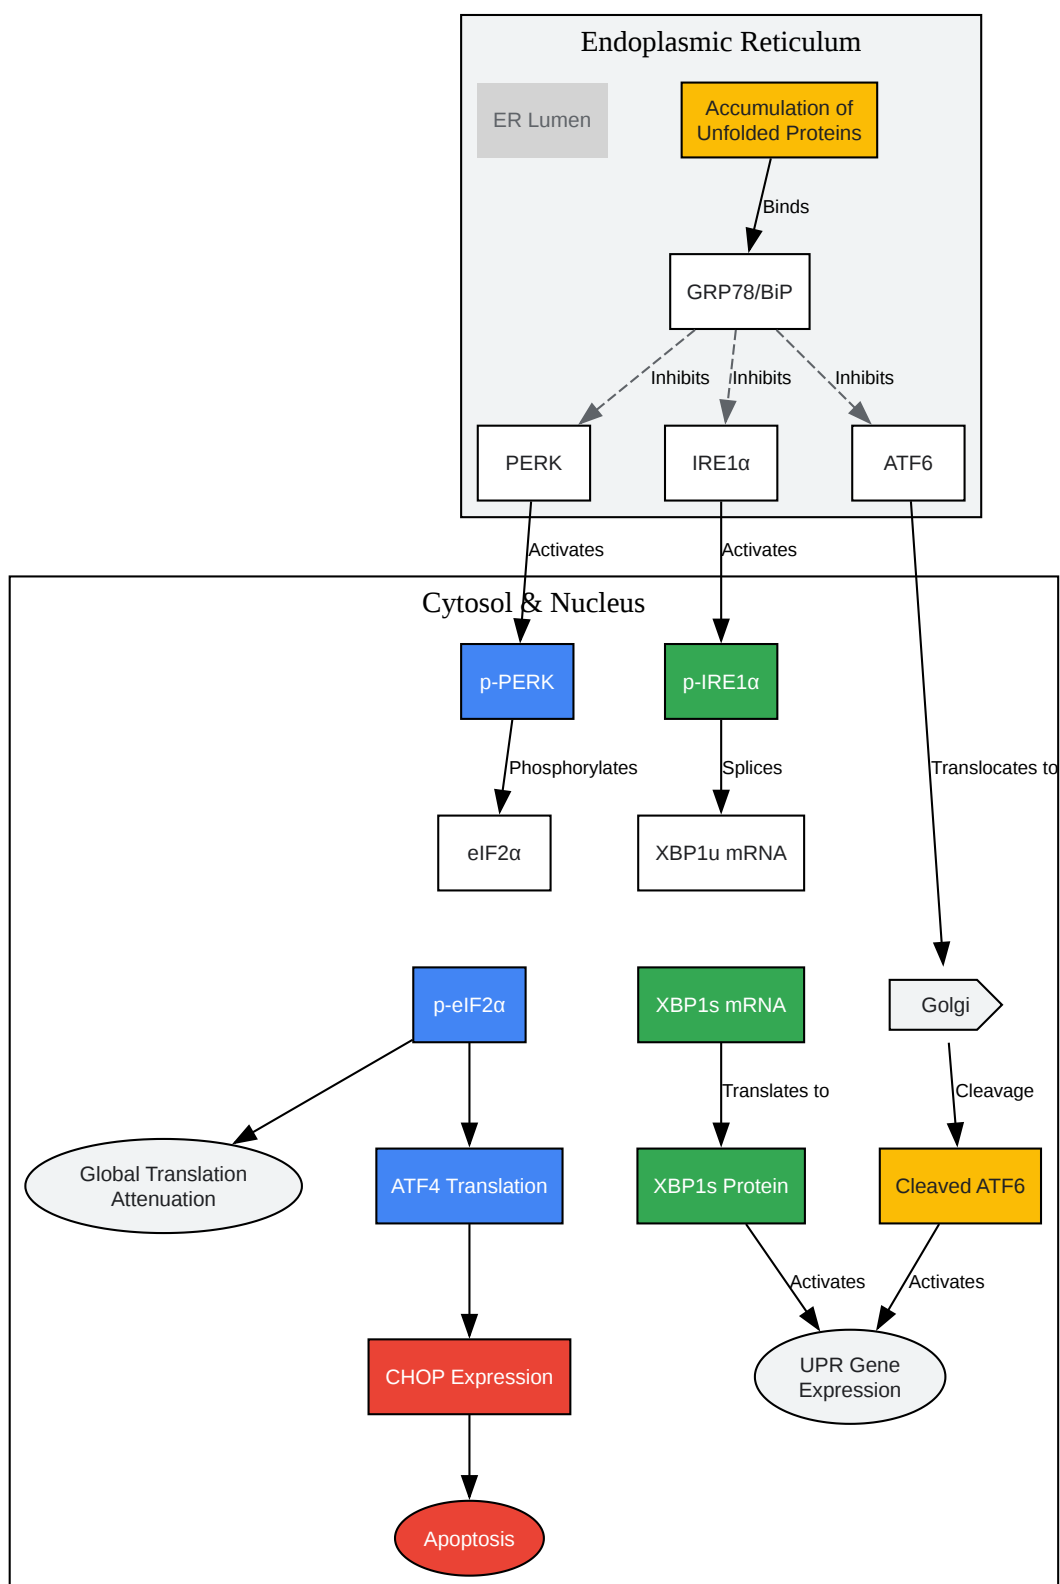 Endoplasmic Reticulum
ER Lumen
Accumulation of
Unfolded Proteins
Binds
GRP78/BiP
Inhibits
Inhibits
Inhibits
PERK
IRE1α
ATF6
Activates
Activates
Cytosol & Nucleus
p-PERK
p-IRE1α
Phosphorylates
Splices
Translocates to
eIF2α
XBP1u mRNA
p-eIF2α
XBP1s mRNA
Golgi
Translates to
Cleavage
Global Translation
Attenuation
ATF4 Translation
XBP1s Protein
Cleaved ATF6
Activates
Activates
CHOP Expression
UPR Gene
Expression
Apoptosis